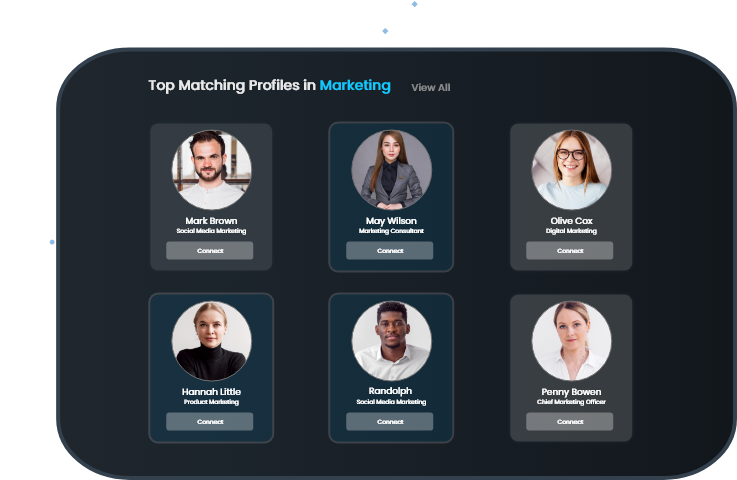 Top Matching Profiles in Marketing View All
Mark Brown
Social Media Marketing
Connect
May Wilson
Marketing Consultant
Connect
Olive Cox
Digital Marketing
Connect
Hannah Little
Product Marketing
Connect
Randolph
Social Media Marketing
Connect
Penny Bowen
Chief Marketing Officer
Connect